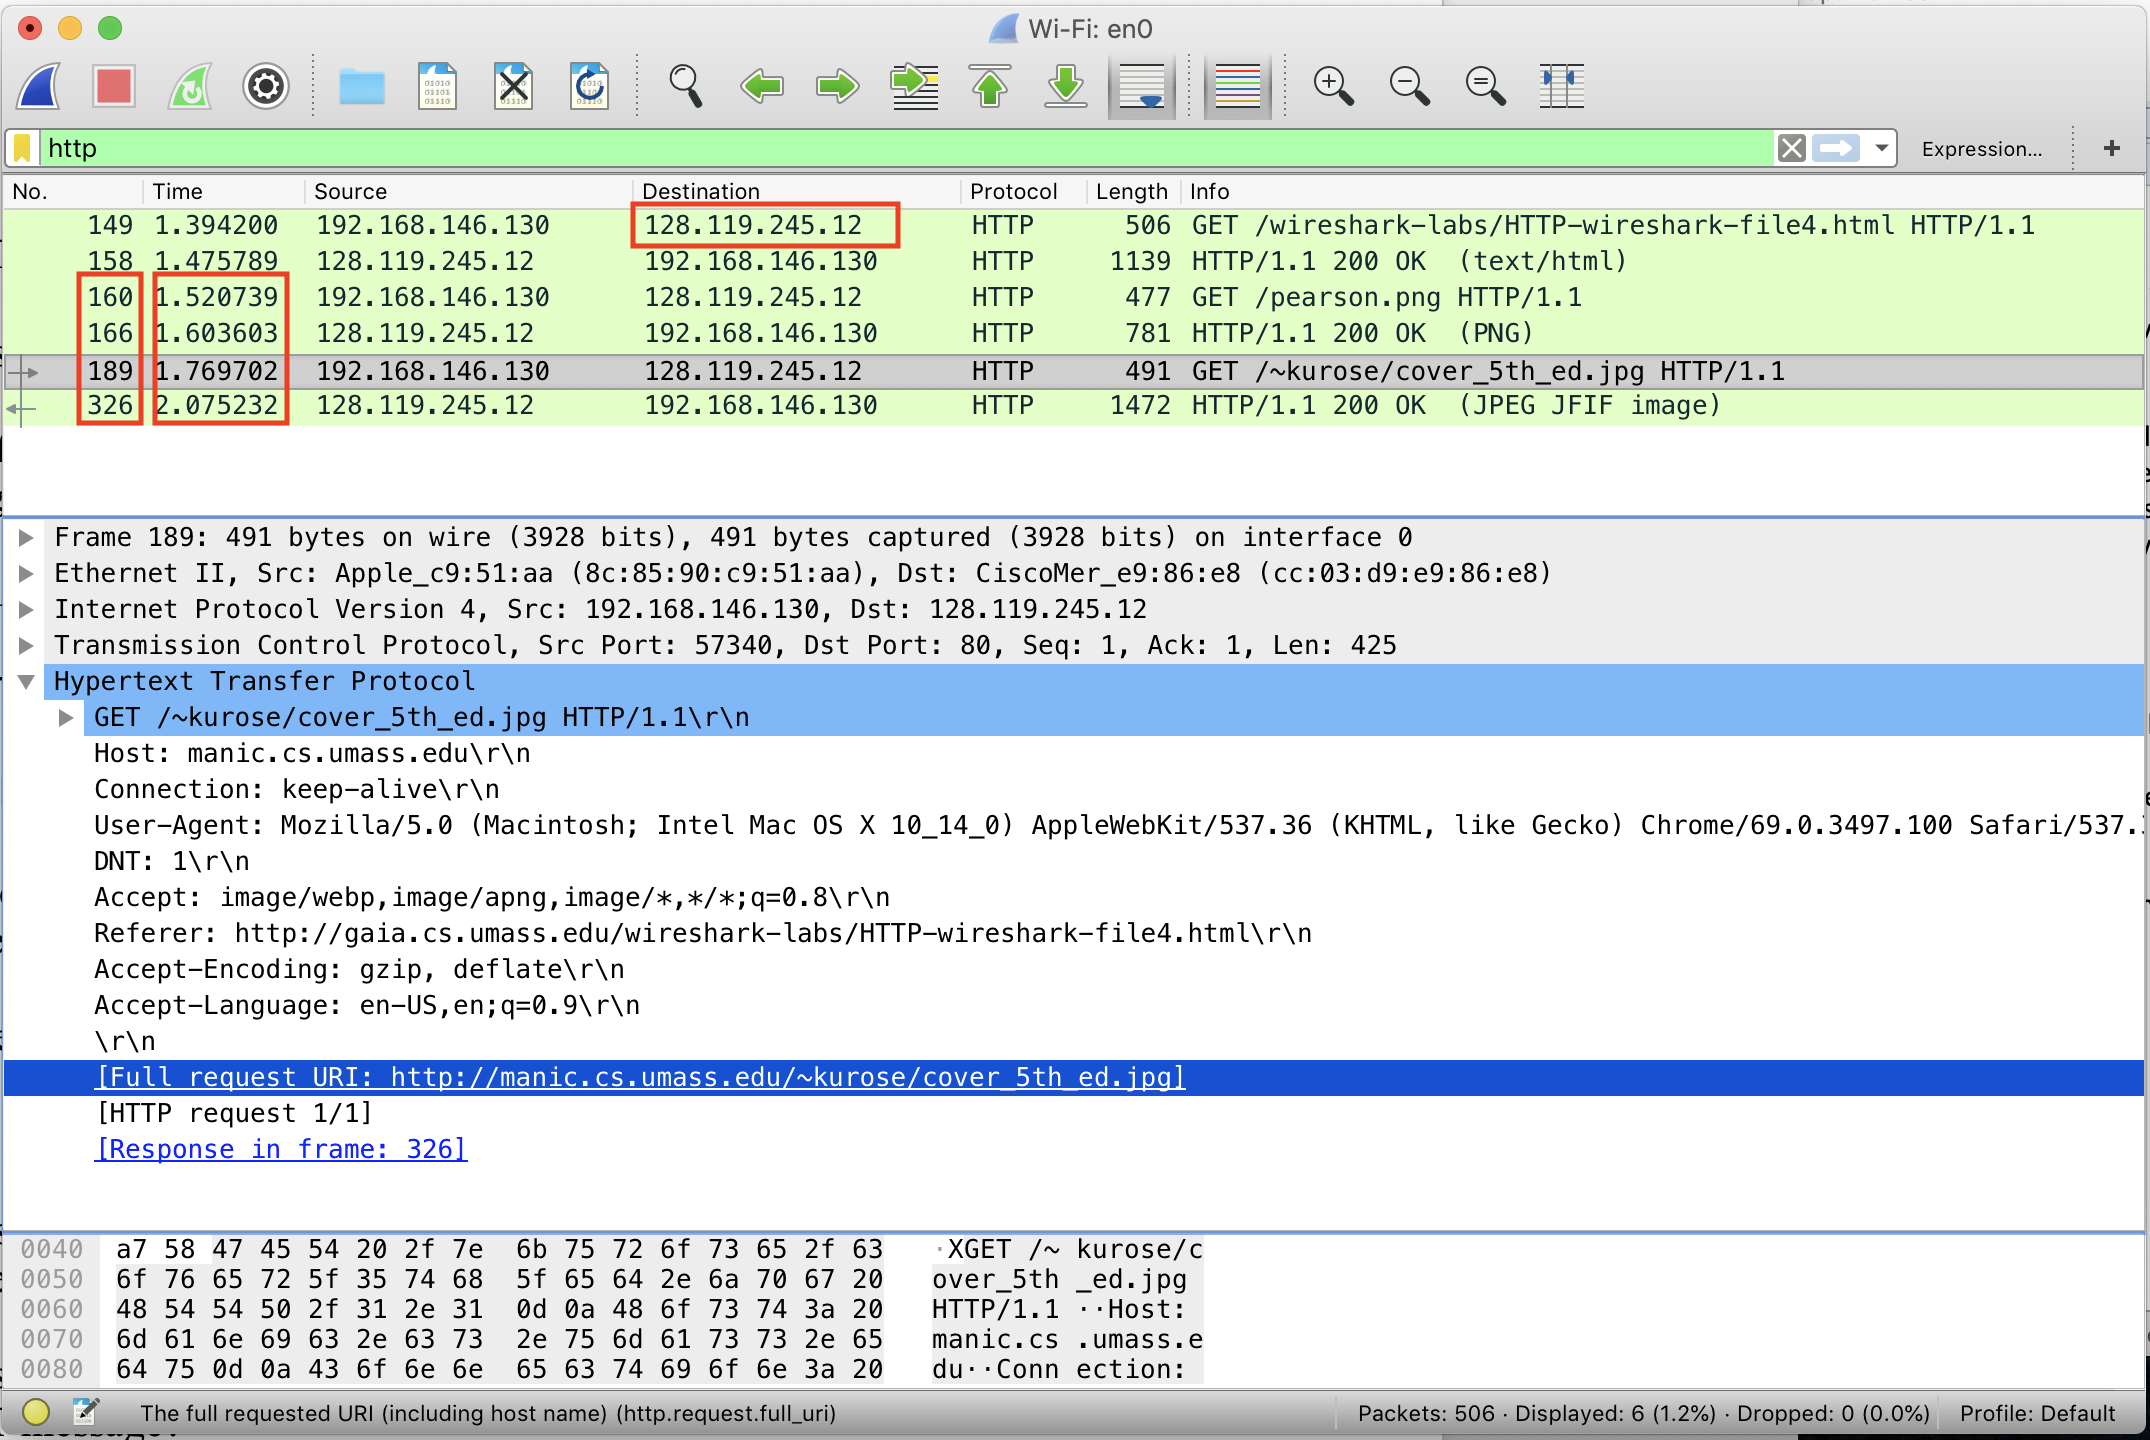 Wi-Fi: en0
http
Expression...
+
No. Time Source Destination Protocol Length Info
149 1.394200 192.168.146.130 128.119.245.12 HTTP 506 GET /wireshark-labs/HTTP-wireshark-file4.html HTTP/1.1
158 1.475789 128.119.245.12 192.168.146.130 HTTP 1139 HTTP/1.1 200 OK (text/html)
160 1.520739 192.168.146.130 128.119.245.12 HTTP 477 GET /pearson.png HTTP/1.1
166 1.603603 128.119.245.12 192.168.146.130 HTTP 781 HTTP/1.1 200 OK (PNG)
189 1.769702 192.168.146.130 128.119.245.12 HTTP 491 GET /~kurose/cover_5th_ed.jpg HTTP/1.1
326 2.075232 128.119.245.12 192.168.146.130 HTTP 1472 HTTP/1.1 200 OK (JPEG JFIF image)
Frame 189: 491 bytes on wire (3928 bits), 491 bytes captured (3928 bits) on interface 0
Ethernet II, Src: Apple_c9:51:aa (8c:85:90:c9:51:aa), Dst: CiscoMer_e9:86:e8 (cc:03:d9:e9:86:e8)
Internet Protocol Version 4, Src: 192.168.146.130, Dst: 128.119.245.12
Transmission Control Protocol, Src Port: 57340, Dst Port: 80, Seq: 1, Ack: 1, Len: 425
Hypertext Transfer Protocol
GET /~kurose/cover_5th_ed.jpg HTTP/1.1\r\n
Host: manic.cs.umass.edu\r\n
Connection: keep-alive\r\n
User-Agent: Mozilla/5.0 (Macintosh; Intel Mac OS X 10_14_0) AppleWebKit/537.36 (KHTML, like Gecko) Chrome/69.0.3497.100 Safari/537.
DNT: 1\r\n
Accept: image/webp,image/apng,image/*,*/*;q=0.8\r\n
Referer: http://gaia.cs.umass.edu/wireshark-labs/HTTP-wireshark-file4.html\r\n
Accept-Encoding: gzip, deflate\r\n
Accept-Language: en-US,en;q=0.9\r\n
\r\n
[Full request URI: http://manic.cs.umass.edu/~kurose/cover_5th_ed.jpg]
[HTTP request 1/1]
[Response in frame: 326]
0040 a7 58 47 45 54 20 2f 7e 6b 75 72 6f 73 65 2f 63 ·XGET /~ kurose/c
0050 6f 76 65 72 5f 35 74 68 5f 65 64 2e 6a 70 67 20 over_5th _ed.jpg
0060 48 54 54 50 2f 31 2e 31 0d 0a 48 6f 73 74 3a 20 HTTP/1.1 ··Host:
0070 6d 61 6e 69 63 2e 63 73 2e 75 6d 61 73 73 2e 65 manic.cs .umass.e
0080 64 75 0d 0a 43 6f 6e 6e 65 63 74 69 6f 6e 3a 20 du··Conn ection:
The full requested URI (including host name) (http.request.full_uri)
Packets: 506 · Displayed: 6 (1.2%) · Dropped: 0 (0.0%)
Profile: Default